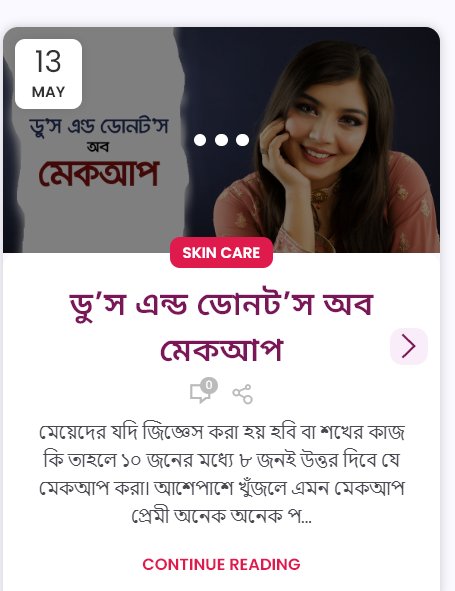 13
MAY
ডু'স এন্ড ডোনট'স
অব
মেকআপ
SKIN CARE
ডু’স এন্ড ডোনট’স অব
মেকআপ
0
মেয়েদের যদি জিজ্ঞেস করা হয় হবি বা শখের কাজ
কি তাহলে ১০ জনের মধ্যে ৮ জনই উত্তর দিবে যে
মেকআপ করা। আশেপাশে খুঁজলে এমন মেকআপ
প্রেমী অনেক অনেক প...
CONTINUE READING